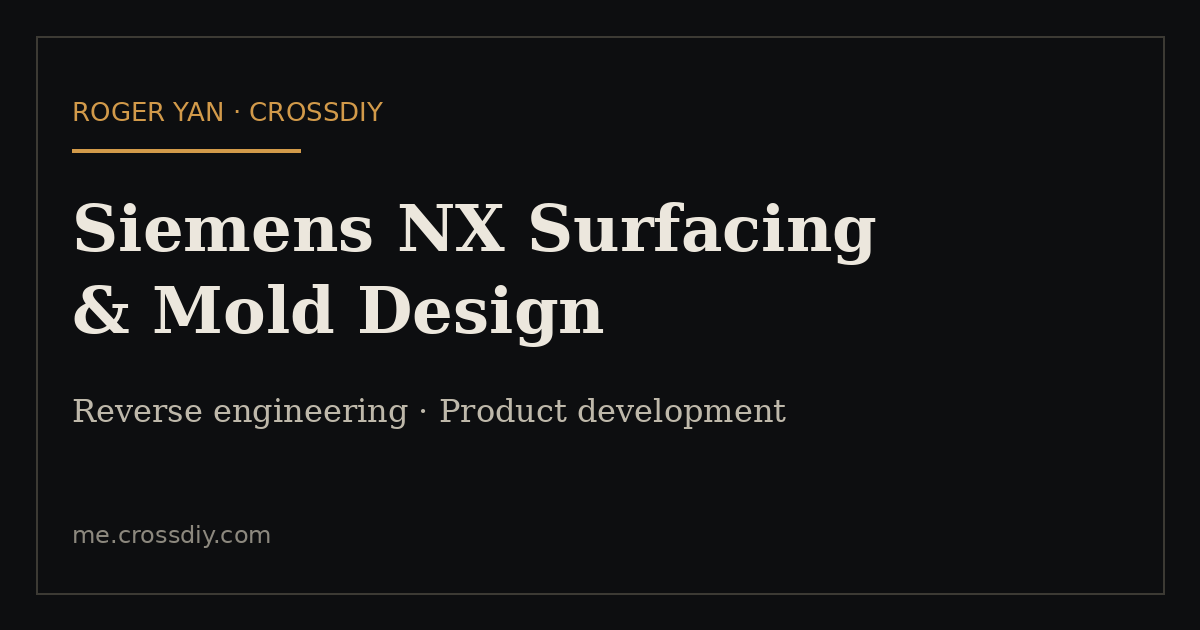 ROGER YAN · CROSSDIY
Siemens NX Surfacing
& Mold Design
Reverse engineering · Product development
me.crossdiy.com